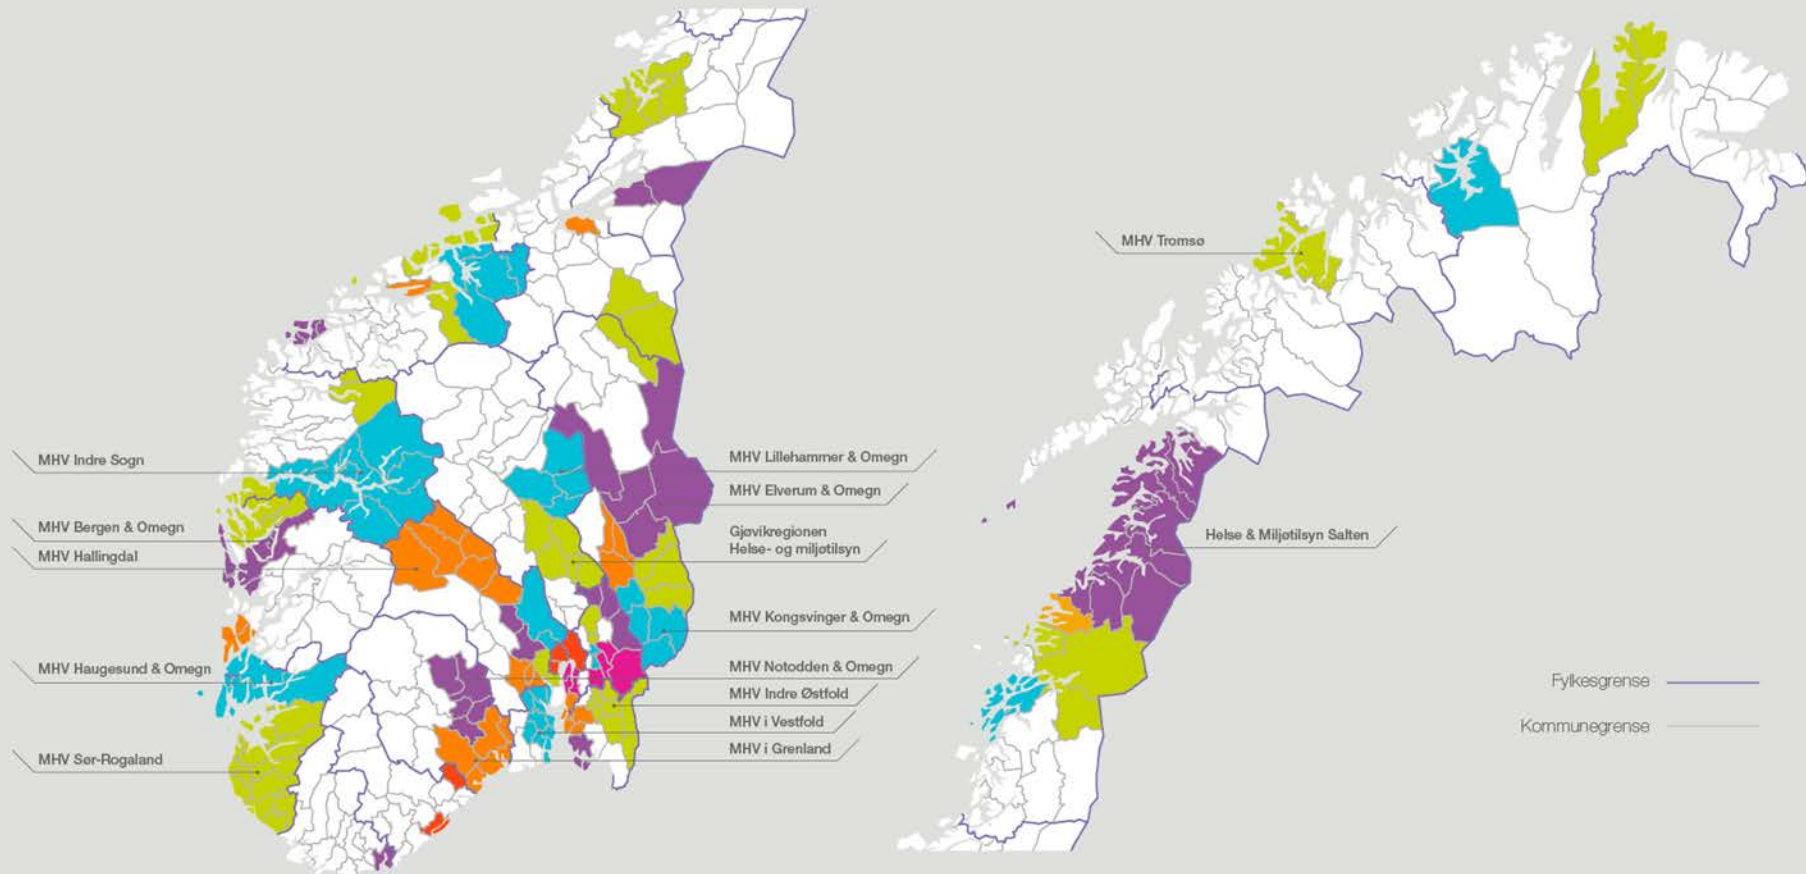 MHV Tromsø
MHV Indre Sogn
MHV Lillehammer & Omegn
MHV Elverum & Omegn
MHV Bergen & Omegn
Gjøvikregionen
Helse- og miljøtilsyn
MHV Hallingdal
Helse & Miljøtilsyn Salten
MHV Kongsvinger & Omegn
MHV Haugesund & Omegn
MHV Notodden & Omegn
MHV Indre Østfold
MHV i Vestfold
MHV i Grenland
MHV Sør-Rogaland
Fylkesgrense
Kommunegrense